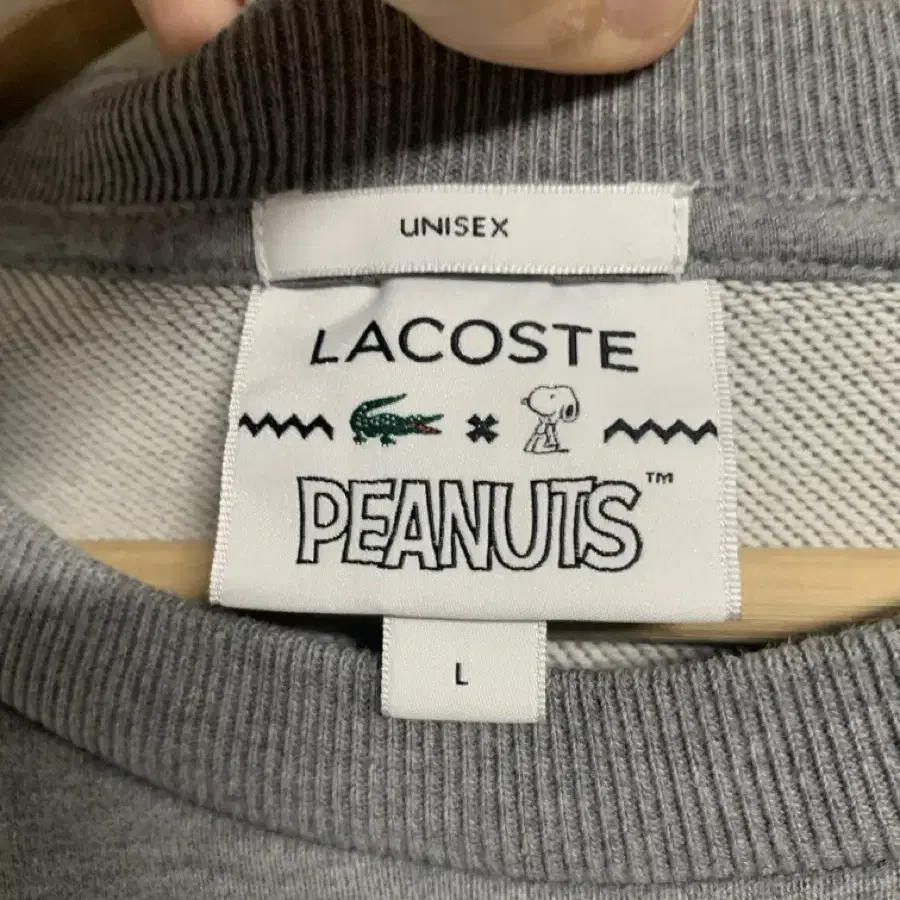 UNISEX
LACOSTE
×
PEANUTS™
L